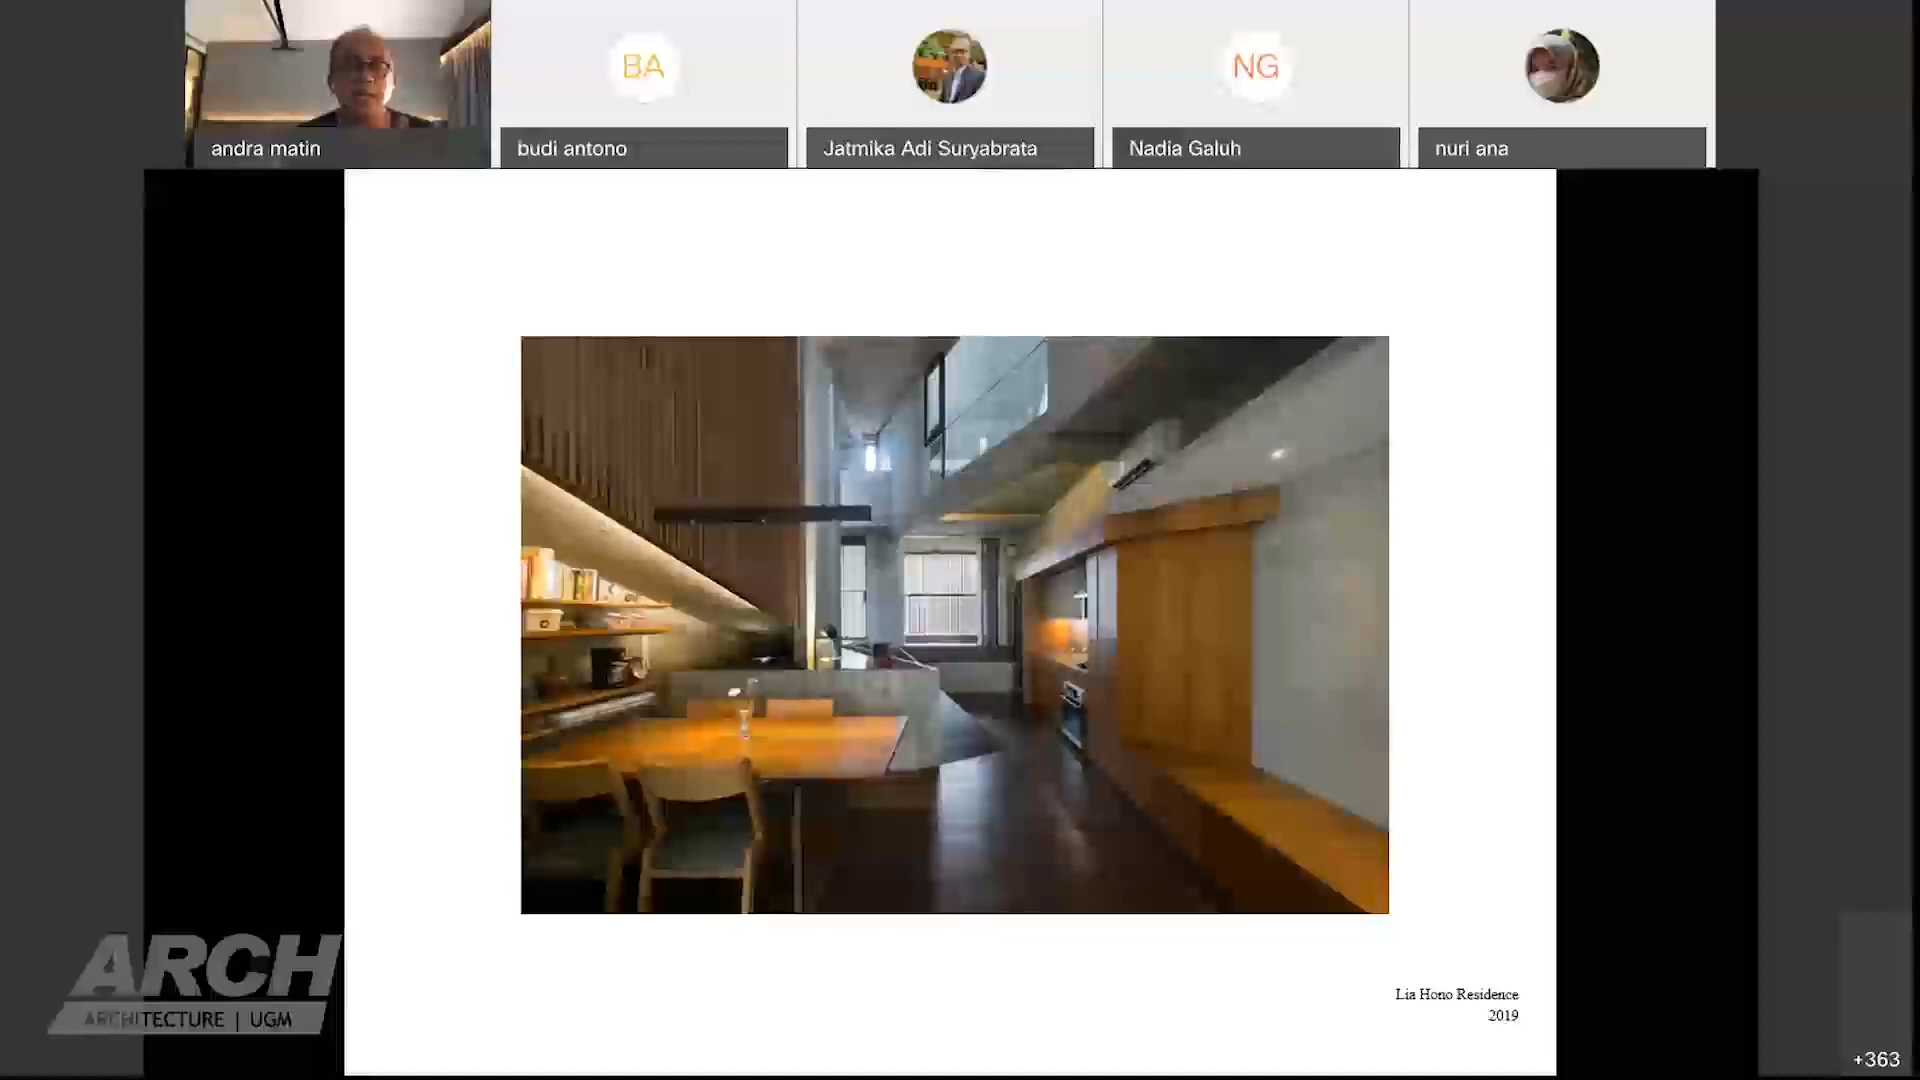 BA
NG
andra matin
budi antono
Jatmika Adi Suryabrata
Nadia Galuh
nuri ana
ARCH
ARCHITECTURE | UGM
Lia Hono Residence
2019
+363